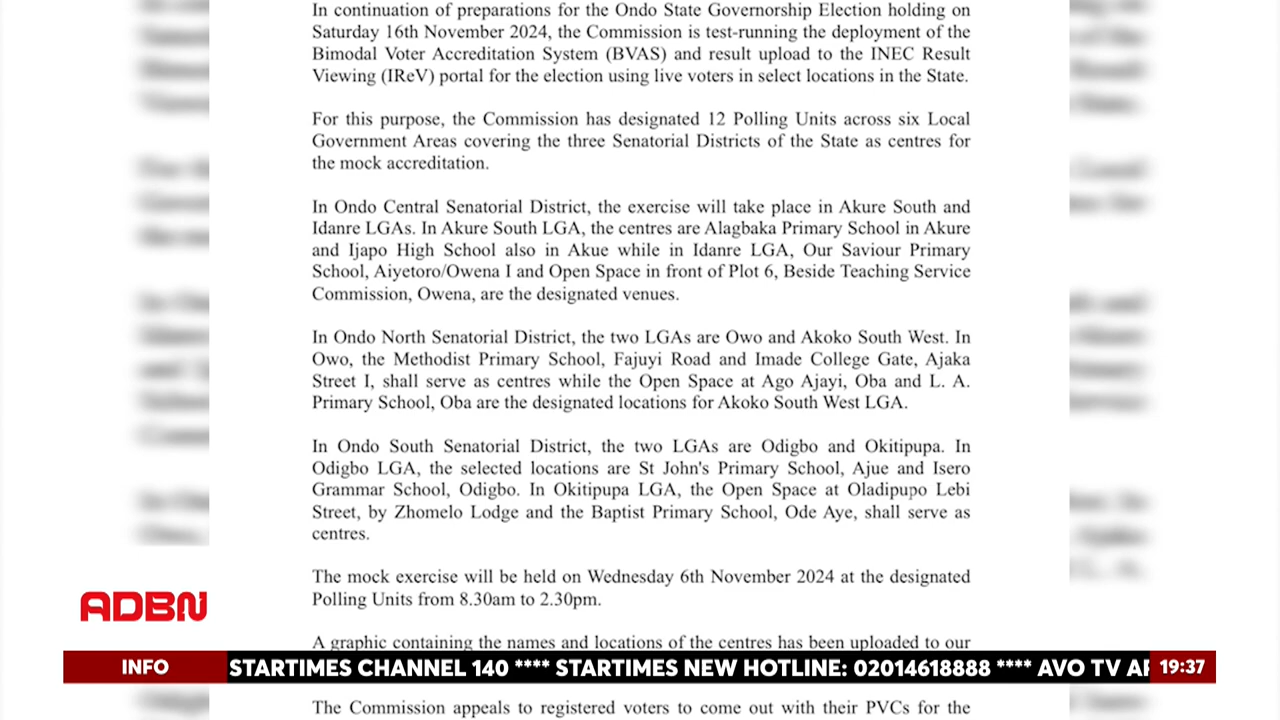 In continuation of preparations for the Ondo State Governorship Election holding on
Saturday 16th November 2024, the Commission is test-running the deployment of the
Bimodal Voter Accreditation System (BVAS) and result upload to the INEC Result
Viewing (IReV) portal for the election using live voters in select locations in the State.
For this purpose, the Commission has designated 12 Polling Units across six Local
Government Areas covering the three Senatorial Districts of the State as centres for
the mock accreditation.
In Ondo Central Senatorial District, the exercise will take place in Akure South and
Idanre LGAs. In Akure South LGA, the centres are Alagbaka Primary School in Akure
and Ijapo High School also in Akue while in Idanre LGA, Our Saviour Primary
School, Aiyetoro/Owena I and Open Space in front of Plot 6, Beside Teaching Service
Commission, Owena, are the designated venues.
In Ondo North Senatorial District, the two LGAs are Owo and Akoko South West. In
Owo, the Methodist Primary School, Fajuyi Road and Imade College Gate, Ajaka
Street I, shall serve as centres while the Open Space at Ago Ajayi, Oba and L. A.
Primary School, Oba are the designated locations for Akoko South West LGA.
In Ondo South Senatorial District, the two LGAs are Odigbo and Okitipupa. In
Odigbo LGA, the selected locations are St John's Primary School, Ajue and Isero
Grammar School, Odigbo. In Okitipupa LGA, the Open Space at Oladipupo Lebi
Street, by Zhomelo Lodge and the Baptist Primary School, Ode Aye, shall serve as
centres.
The mock exercise will be held on Wednesday 6th November 2024 at the designated
Polling Units from 8.30am to 2.30pm.
ADBN
A graphic containing the names and locations of the centres has been uploaded to our
INFO STARTIMES CHANNEL 140 **** STARTIMES NEW HOTLINE: 02014618888 **** AVO TV 19:37
The Commission appeals to registered voters to come out with their PVCs for the